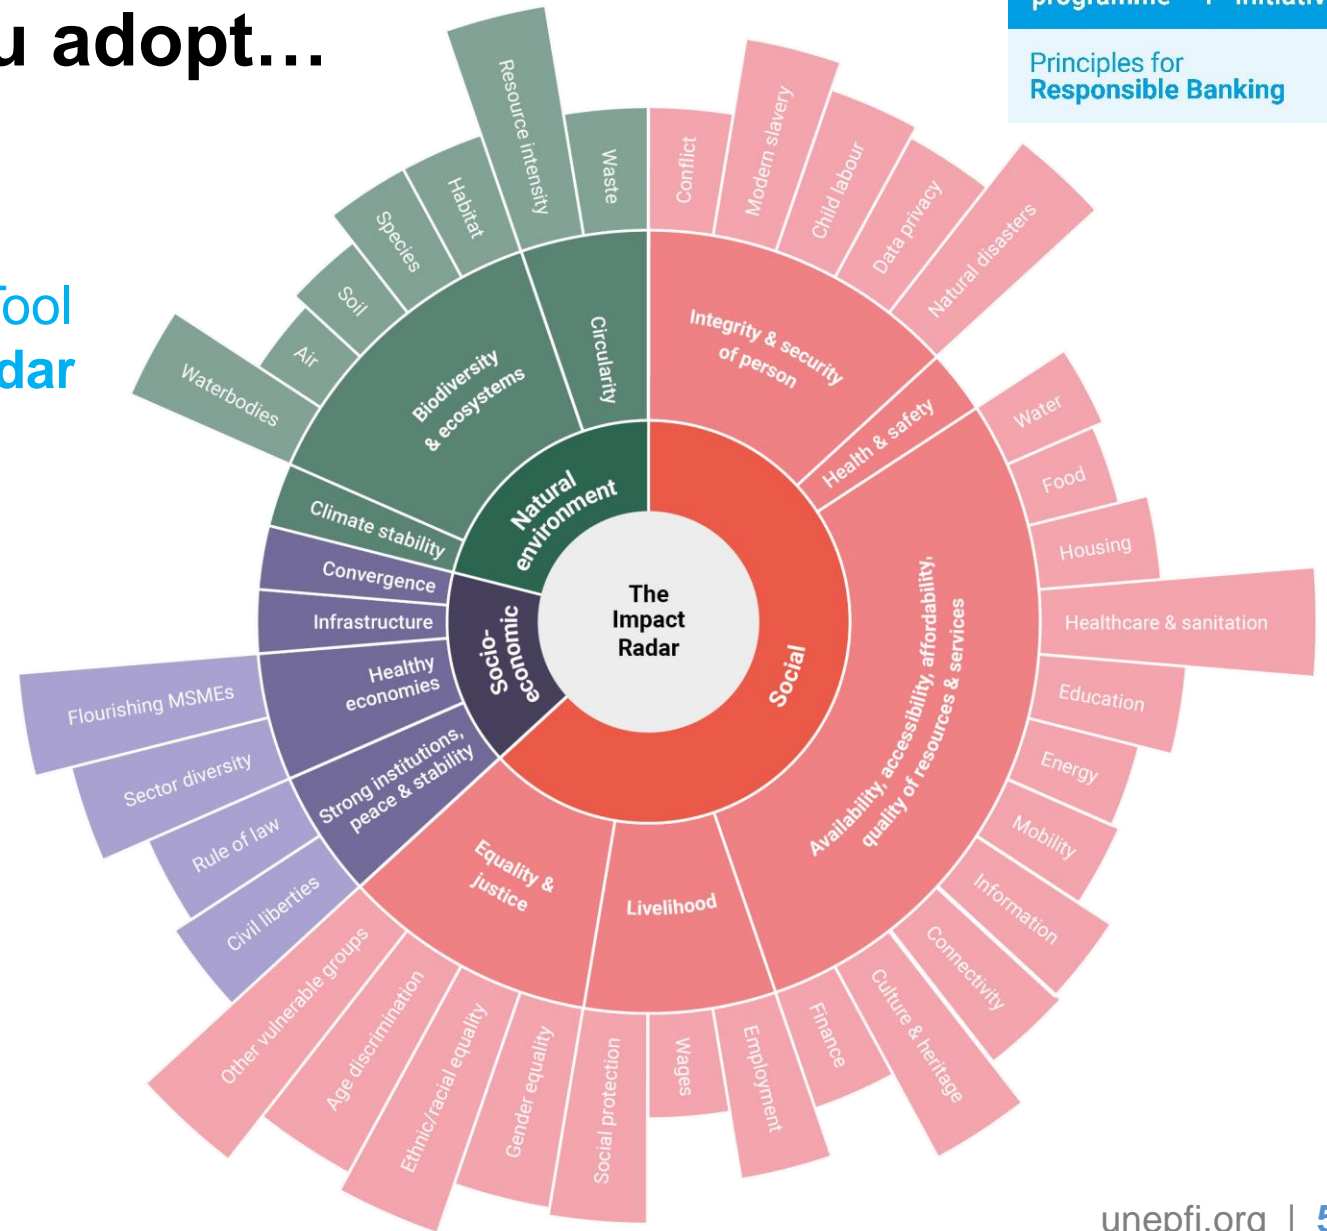 u adopt…
programme
initiativ
Principles for
Responsible Banking
Tool
dar
The
Impact
Radar
Natural
environment
Circularity
Waste
Resource intensity
Biodiversity
& ecosystems
Habitat
Species
Soil
Air
Waterbodies
Climate stability
Social
Integrity & security
of person
Conflict
Modern slavery
Child labour
Data privacy
Natural disasters
Health & safety
Availability, accessibility, affordability,
quality of resources & services
Water
Food
Housing
Healthcare & sanitation
Education
Energy
Mobility
Information
Connectivity
Culture & heritage
Finance
Livelihood
Employment
Wages
Social protection
Equality &
justice
Gender equality
Ethnic/racial equality
Age discrimination
Other vulnerable groups
Socio-
economic
Strong institutions,
peace & stability
Civil liberties
Rule of law
Healthy
economies
Sector diversity
Flourishing MSMEs
Infrastructure
Convergence
unepfi.org | 5